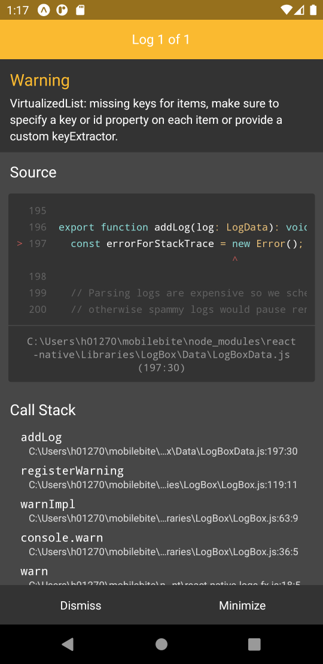 1:17
Log 1 of 1
Warning
VirtualizedList: missing keys for items, make sure to
specify a key or id property on each item or provide a
custom keyExtractor.
Source
195
196 export function addLog(log: LogData): void
> 197 const errorForStackTrace = new Error();
^
198
199 // Parsing logs are expensive so we sche
200 // otherwise spammy logs would pause ren
C:\Users\h01270\mobilebite\node_modules\react
-native\Libraries\LogBox\Data\LogBoxData.js
(197:30)
Call Stack
addLog
C:\Users\h01270\mobilebite\…x\Data\LogBoxData.js:197:30
registerWarning
C:\Users\h01270\mobilebite\…ies\LogBox\LogBox.js:119:11
warnImpl
C:\Users\h01270\mobilebite\…raries\LogBox\LogBox.js:63:9
console.warn
C:\Users\h01270\mobilebite\…raries\LogBox\LogBox.js:36:5
warn
Dismiss Minimize